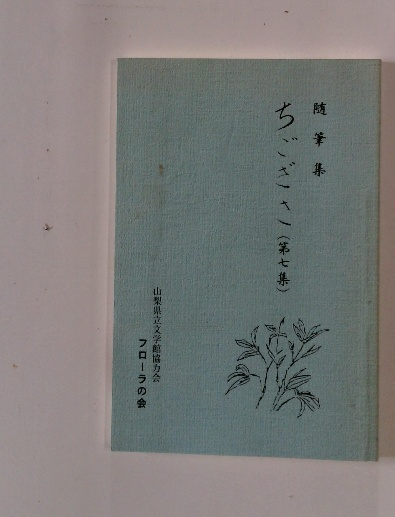 随筆集
ちござさ(第七集)
山梨県立文学館協力会
フローラの会